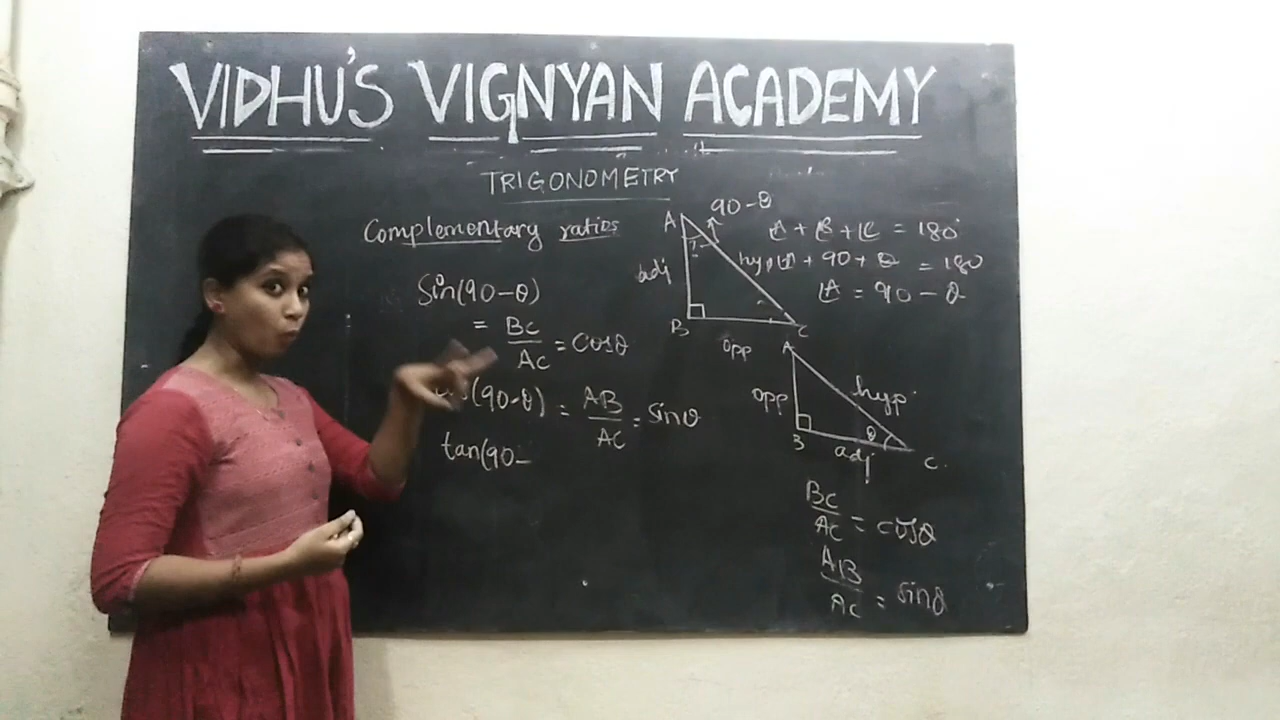 VIDHU'S VIGNYAN ACADEMY
TRIGONOMETRY
Complementary ratios
Sin(90-θ)
= BC/AC = cosθ
(90-θ) = AB/AC = sinθ
tan(90-
A
90-θ
adj
hyp
B
opp
C
∠A + ∠B + ∠C = 180°
∠A + 90 + θ = 180
∠A = 90 - θ
A
opp
hyp
B
θ
adj
C
BC/AC = cosθ
AB/AC = sinθ